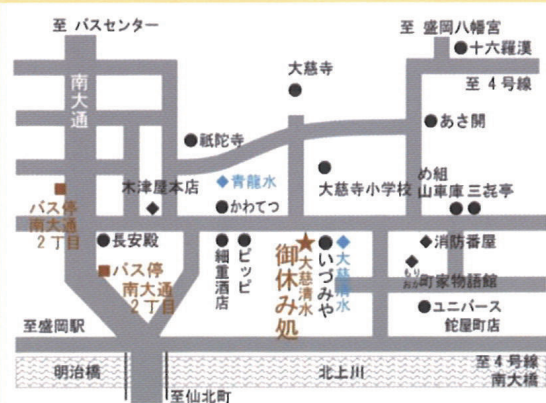 至 バスセンター
至 盛岡八幡宮
十六羅漢
至 4号線
南大通
大慈寺
あさ開
祇陀寺
青龍水
木津屋本店
かわてつ
大慈寺小学校
め組
山車庫
三㐂亭
バス停
南大通
2丁目
長安殿
バス停
南大通
2丁目
細重酒店
ピッピ
御休み処
大慈清水
いづみや
大慈清水
消防番屋
もりおか
町家物語館
ユニバース
鉈屋町店
至盛岡駅
明治橋
北上川
至4号線
南大橋
至仙北町